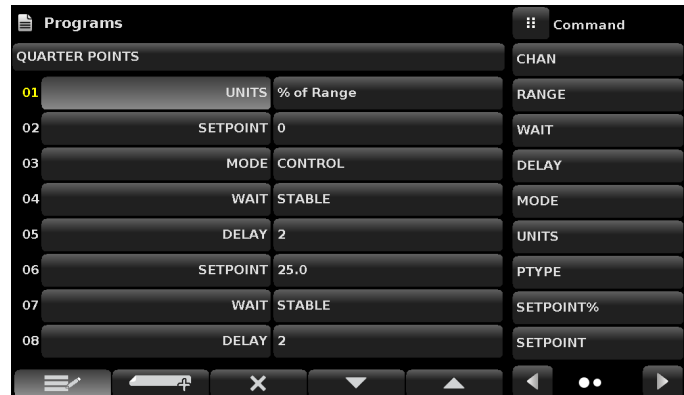 Programs
Command
QUARTER POINTS
CHAN
01 UNITS % of Range
RANGE
02 SETPOINT 0
WAIT
03 MODE CONTROL
DELAY
04 WAIT STABLE
MODE
05 DELAY 2
UNITS
06 SETPOINT 25.0
PTYPE
07 WAIT STABLE
SETPOINT%
08 DELAY 2
SETPOINT